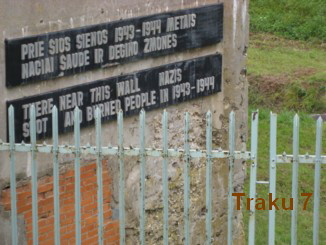 PRIE ŠIOS SIENOS 1943-1944 METAIS
NACIAI ŠAUDĖ IR DEGINO ŽMONES
THERE NEAR THIS WALL NAZIS
SHOT AND BURNED PEOPLE IN 1943-1944
Traku 7